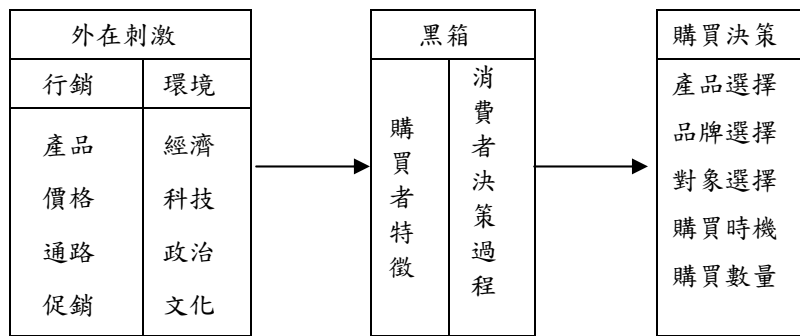 外在刺激
行銷 環境
產品 經濟
價格 科技
通路 政治
促銷 文化
黑箱
購買者特徵
消費者決策過程
購買決策
產品選擇
品牌選擇
對象選擇
購買時機
購買數量